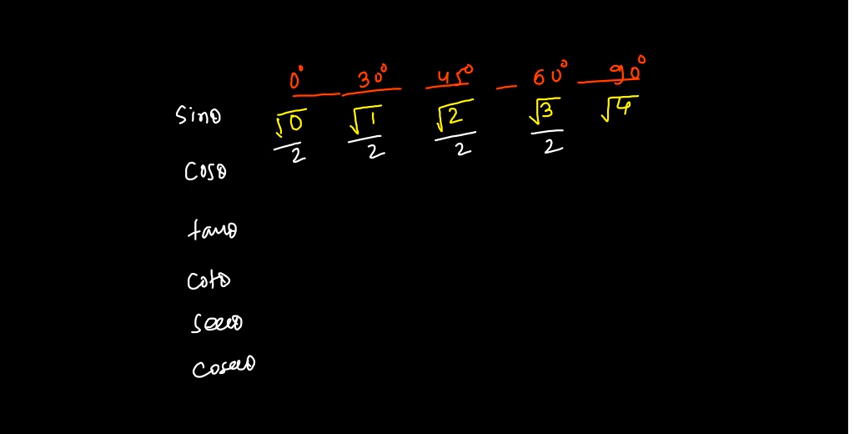 0° 30° 45° 60° 90°
sinθ √0/2 √1/2 √2/2 √3/2 √4
cosθ
tanθ
cotθ
secθ
cosecθ